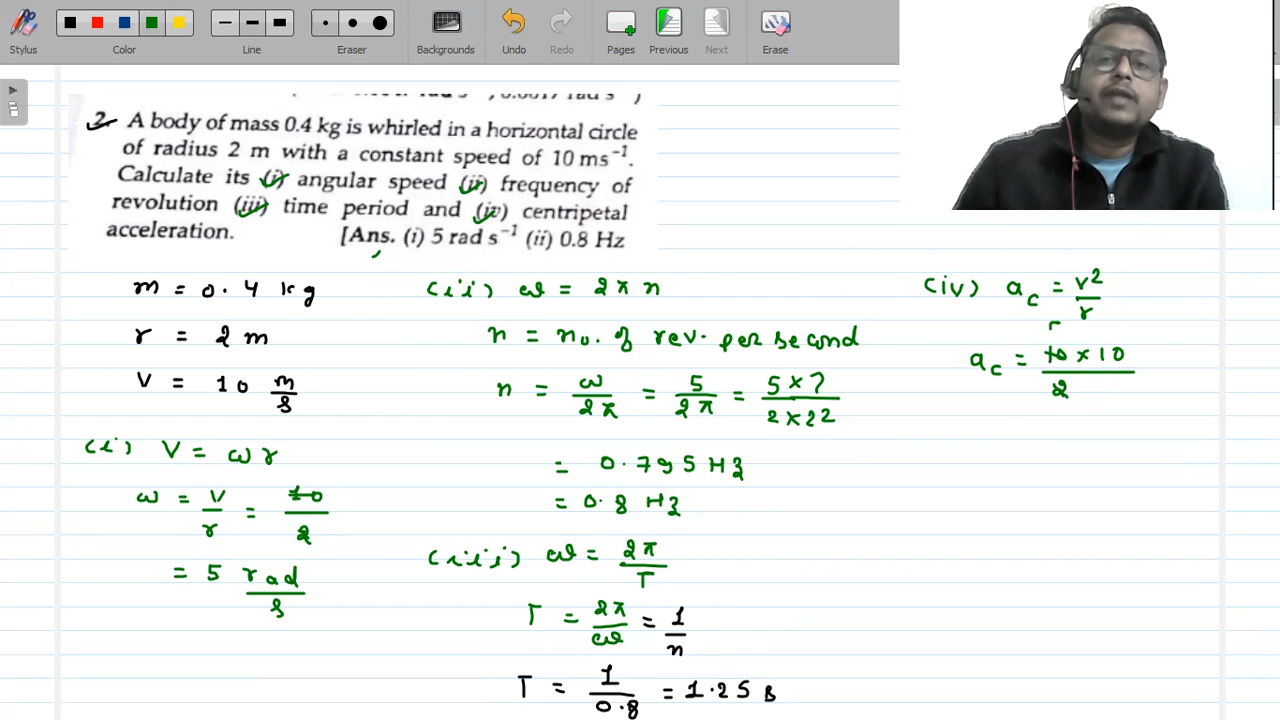 Stylus
Color
Line
Eraser
Backgrounds
Undo
Redo
Pages
Previous
Next
Erase
2. A body of mass 0.4 kg is whirled in a horizontal circle
of radius 2 m with a constant speed of 10 ms⁻¹.
Calculate its (i) angular speed (ii) frequency of
revolution (iii) time period and (iv) centripetal
acceleration. [Ans. (i) 5 rad s⁻¹ (ii) 0.8 Hz
m = 0.4 kg
r = 2 m
v = 10 m/s
(i) V = ωr
ω = v/r = 10/2
= 5 rad/s
(ii) ω = 2πn
n = no. of rev. per second
n = ω/2π = 5/2π = 5×7/2×22
= 0.795 Hz
= 0.8 Hz
(iii) ω = 2π/T
T = 2π/ω = 1/n
T = 1/0.8 = 1.25 s
(iv) a_c = v²/r
a_c = 10×10/2